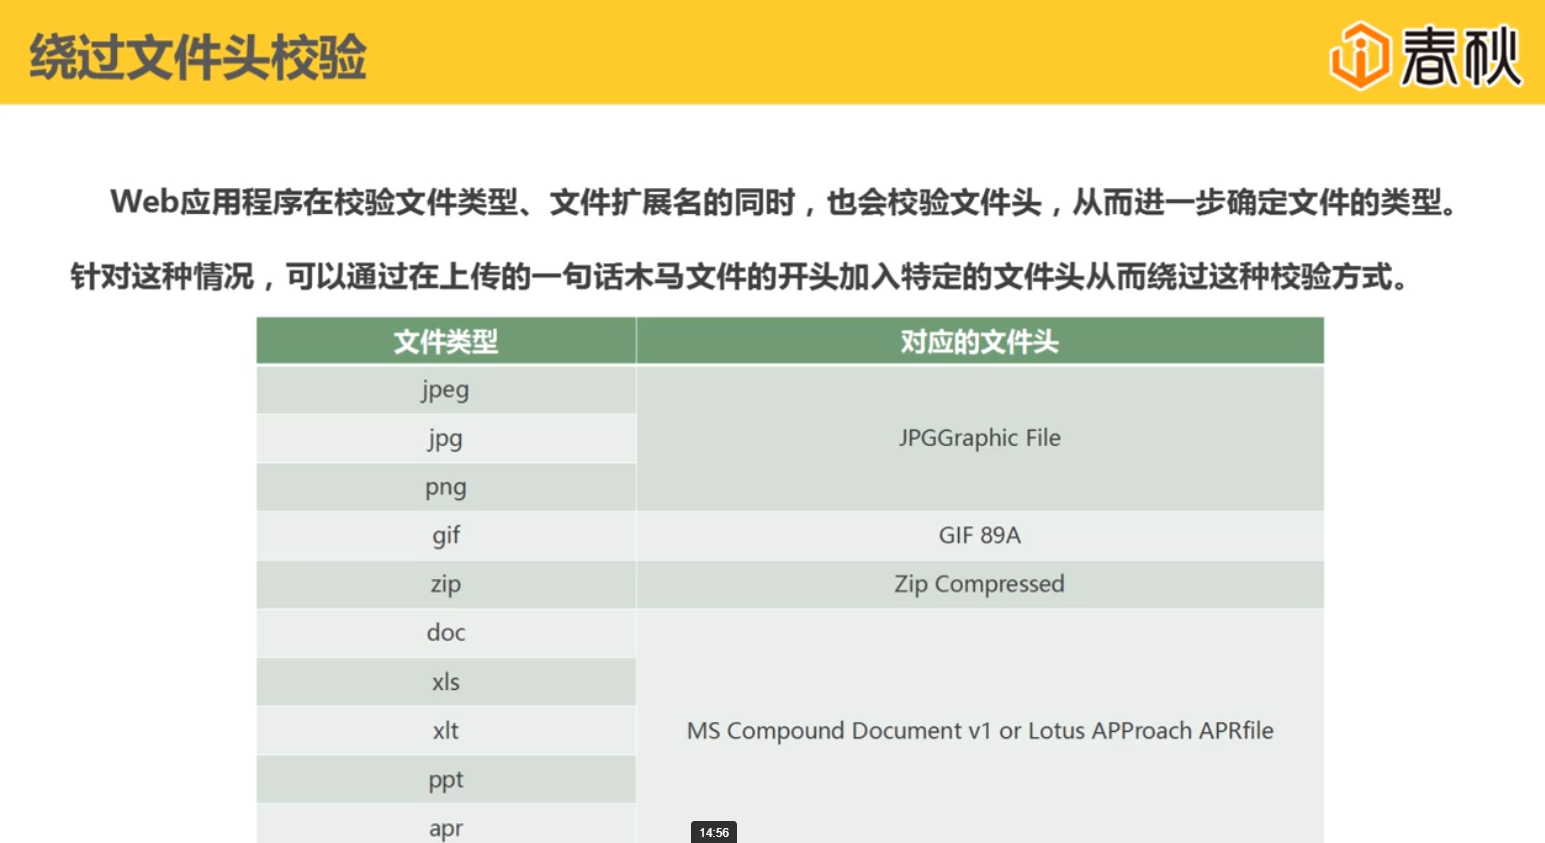 绕过文件头校验
春秋
Web应用程序在校验文件类型、文件扩展名的同时，也会校验文件头，从而进一步确定文件的类型。
针对这种情况，可以通过在上传的一句话木马文件的开头加入特定的文件头从而绕过这种校验方式。
文件类型 对应的文件头
jpeg
jpg
JPGGraphic File
png
gif GIF 89A
zip Zip Compressed
doc
xls
xlt
MS Compound Document v1 or Lotus APProach APRfile
ppt
apr
14:56